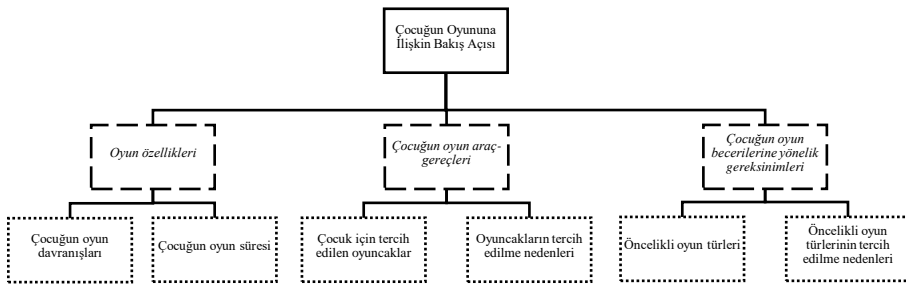 Çocuğun Oyununa
İlişkin Bakış Açısı
Oyun özellikleri
Çocuğun oyun araç-
gereçleri
Çocuğun oyun
becerilerine yönelik
gereksinimleri
Çocuğun oyun
davranışları
Çocuğun oyun süresi
Çocuk için tercih
edilen oyuncaklar
Oyuncakların tercih
edilme nedenleri
Öncelikli oyun türleri
Öncelikli oyun
türlerinin tercih
edilme nedenleri